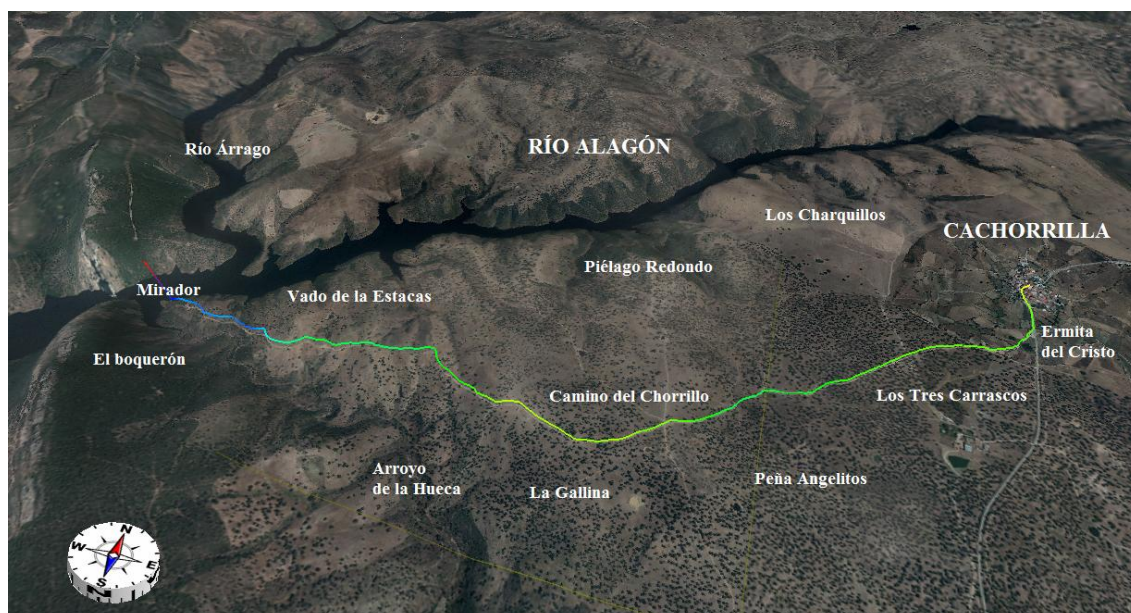 Río Árrago
RÍO ALAGÓN
Los Charquillos
CACHORRILLA
Piélago Redondo
Mirador
Vado de la Estacas
Ermita
del Cristo
El boquerón
Camino del Chorrillo
Los Tres Carrascos
Arroyo
de la Hueca
La Gallina
Peña Angelitos
N
W
E
S